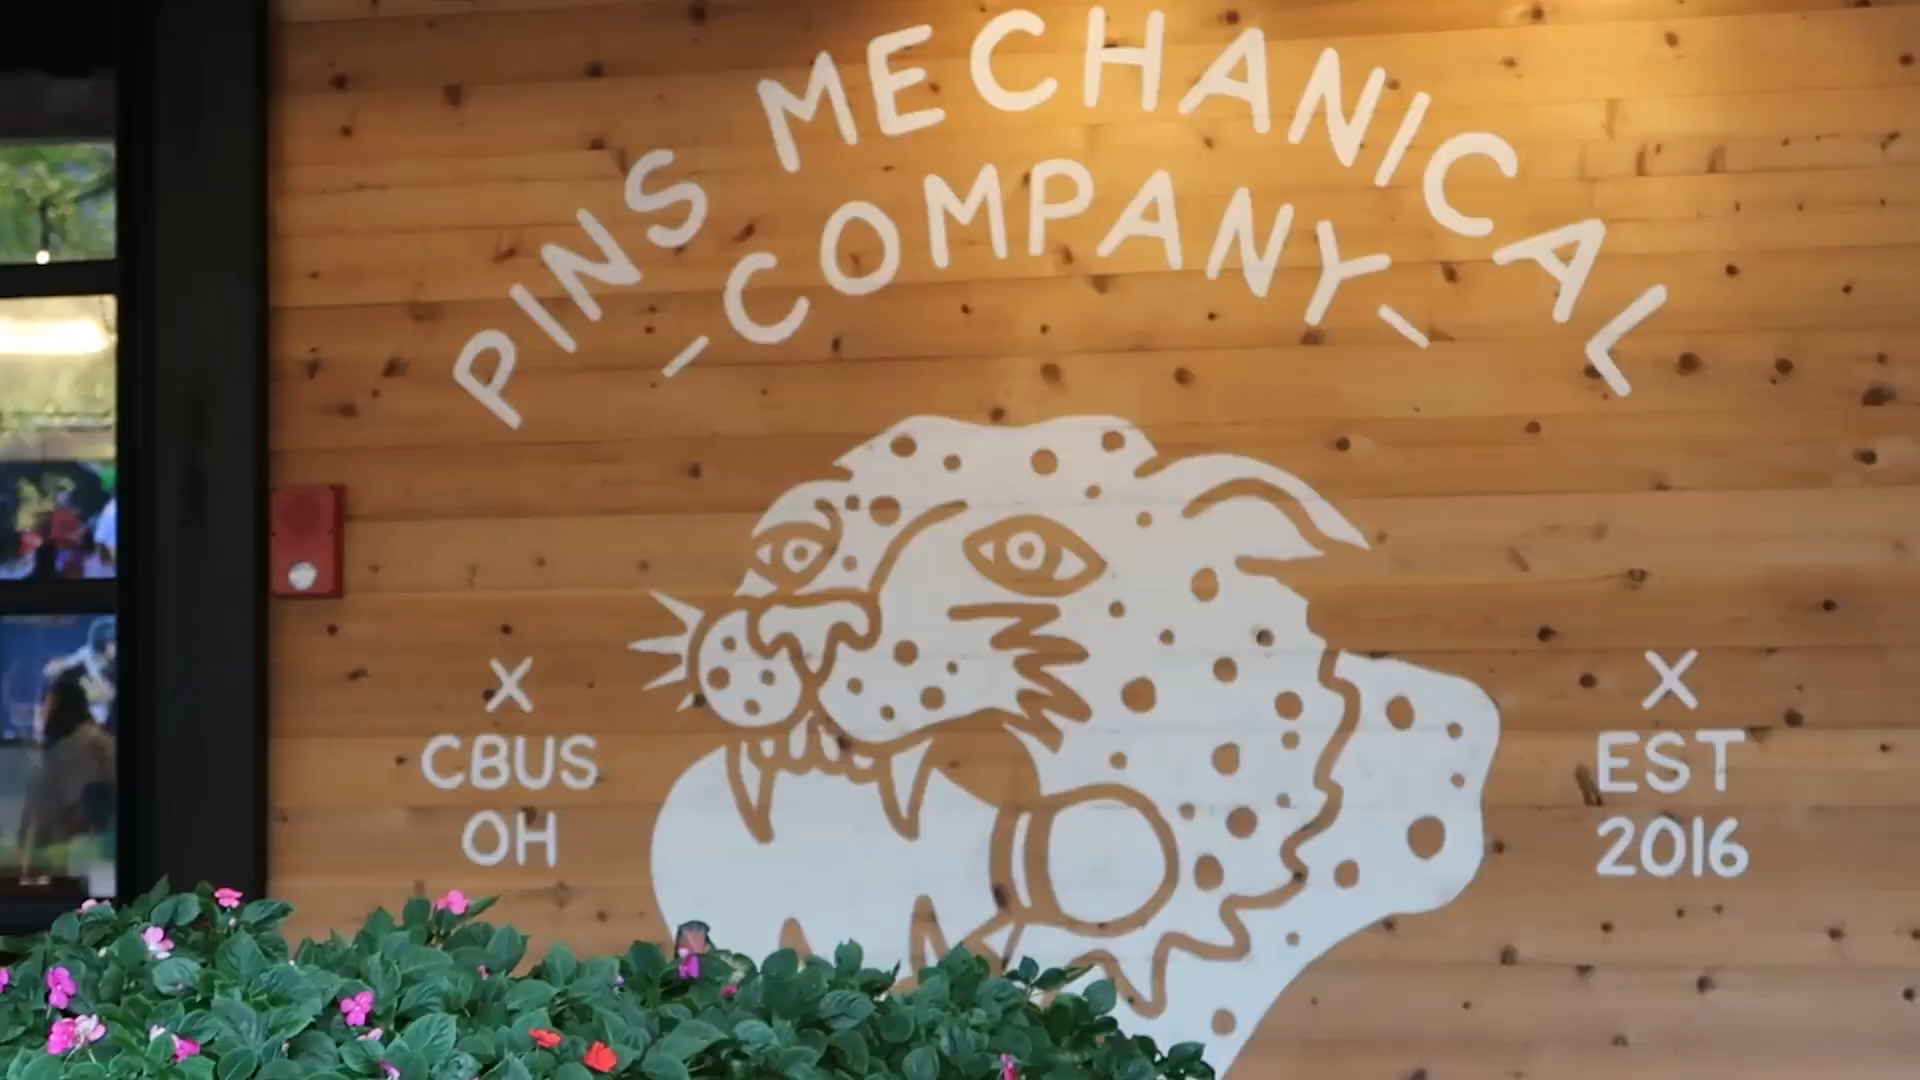 PINS MECHANICAL
-COMPANY-
X
CBUS
OH
X
EST
2016